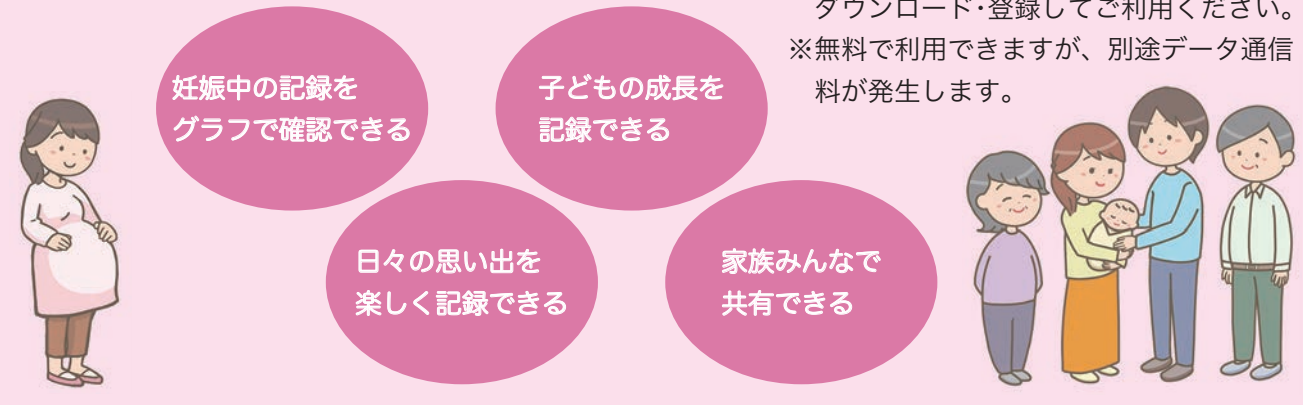 ダウンロード・登録してご利用ください。
※無料で利用できますが、別途データ通信
料が発生します。
妊娠中の記録を
グラフで確認できる
子どもの成長を
記録できる
日々の思い出を
楽しく記録できる
家族みんなで
共有できる